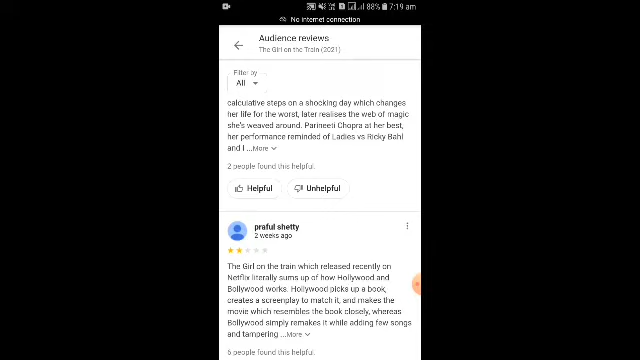 88% 7:19 am
No internet connection
Audience reviews
The Girl on the Train (2021)
Filter by
All
calculative steps on a shocking day which changes
her life for the worst, later realises the web of magic
she's weaved around. Parineeti Chopra at her best,
her performance reminded of Ladies vs Ricky Bahl
and I ...More
2 people found this helpful.
Helpful Unhelpful
praful shetty
2 weeks ago
The Girl on the train which released recently on
Netflix literally sums up of how Hollywood and
Bollywood works. Hollywood picks up a book,
creates a screenplay to match it, and makes the
movie which resembles the book closely, whereas
Bollywood simply remakes it while adding few songs
and tampering ...More
6 people found this helpful.